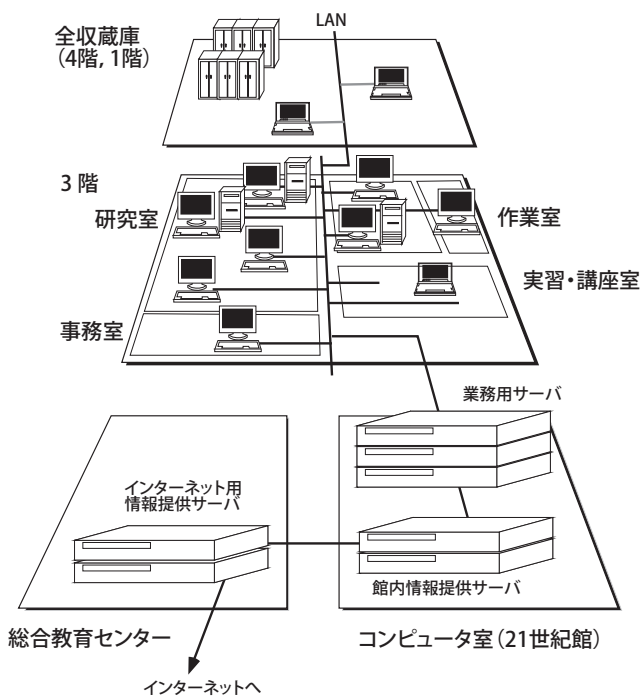 LAN
全収蔵庫
(4階, 1階)
3 階
研究室
作業室
実習・講座室
事務室
業務用サーバ
インターネット用
情報提供サーバ
館内情報提供サーバ
総合教育センター
コンピュータ室(21世紀館)
インターネットへ